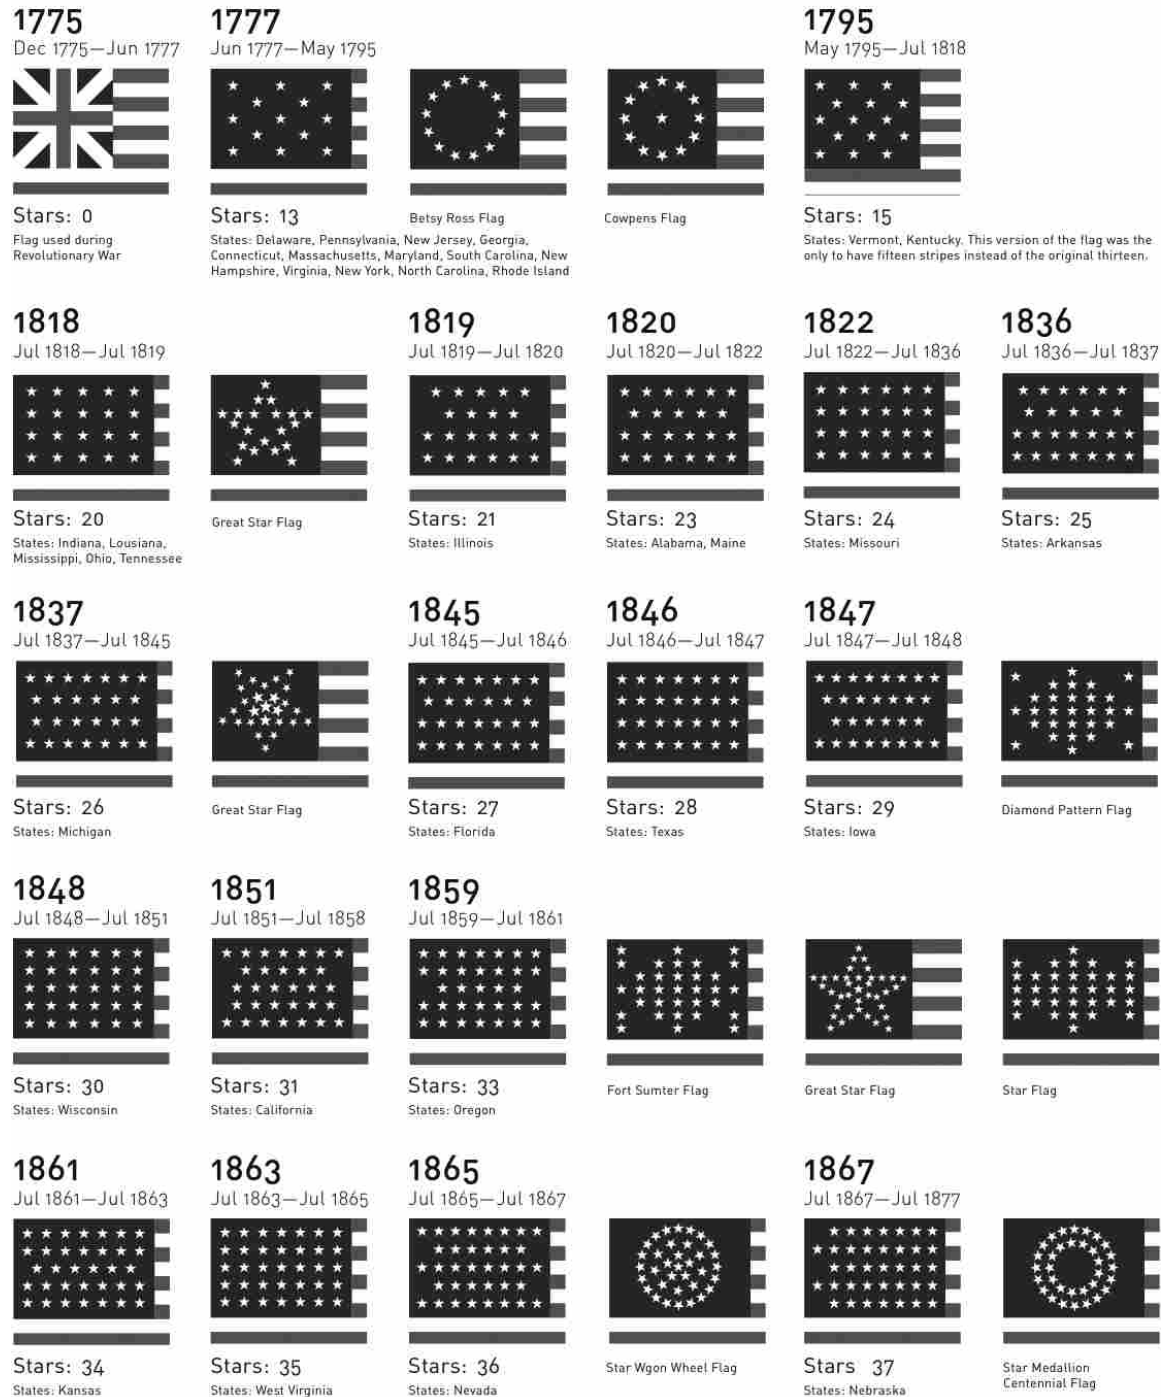 1775
Dec 1775—Jun 1777
Stars: 0
Flag used during
Revolutionary War
1777
Jun 1777—May 1795
Stars: 13
States: Delaware, Pennsylvania, New Jersey, Georgia,
Connecticut, Massachusetts, Maryland, South Carolina, New
Hampshire, Virginia, New York, North Carolina, Rhode Island
Betsy Ross Flag
Cowpens Flag
1795
May 1795—Jul 1818
Stars: 15
States: Vermont, Kentucky. This version of the flag was the
only to have fifteen stripes instead of the original thirteen.
1818
Jul 1818—Jul 1819
Stars: 20
States: Indiana, Lousiana,
Mississippi, Ohio, Tennessee
Great Star Flag
1819
Jul 1819—Jul 1820
Stars: 21
States: Illinois
1820
Jul 1820—Jul 1822
Stars: 23
States: Alabama, Maine
1822
Jul 1822—Jul 1836
Stars: 24
States: Missouri
1836
Jul 1836—Jul 1837
Stars: 25
States: Arkansas
1837
Jul 1837—Jul 1845
Stars: 26
States: Michigan
Great Star Flag
1845
Jul 1845—Jul 1846
Stars: 27
States: Florida
1846
Jul 1846—Jul 1847
Stars: 28
States: Texas
1847
Jul 1847—Jul 1848
Stars: 29
States: Iowa
Diamond Pattern Flag
1848
Jul 1848—Jul 1851
Stars: 30
States: Wisconsin
1851
Jul 1851—Jul 1858
Stars: 31
States: California
1859
Jul 1859—Jul 1861
Stars: 33
States: Oregon
Fort Sumter Flag
Great Star Flag
Star Flag
1861
Jul 1861—Jul 1863
Stars: 34
States: Kansas
1863
Jul 1863—Jul 1865
Stars: 35
States: West Virginia
1865
Jul 1865—Jul 1867
Stars: 36
States: Nevada
Star Wgon Wheel Flag
1867
Jul 1867—Jul 1877
Stars 37
States: Nebraska
Star Medallion
Centennial Flag